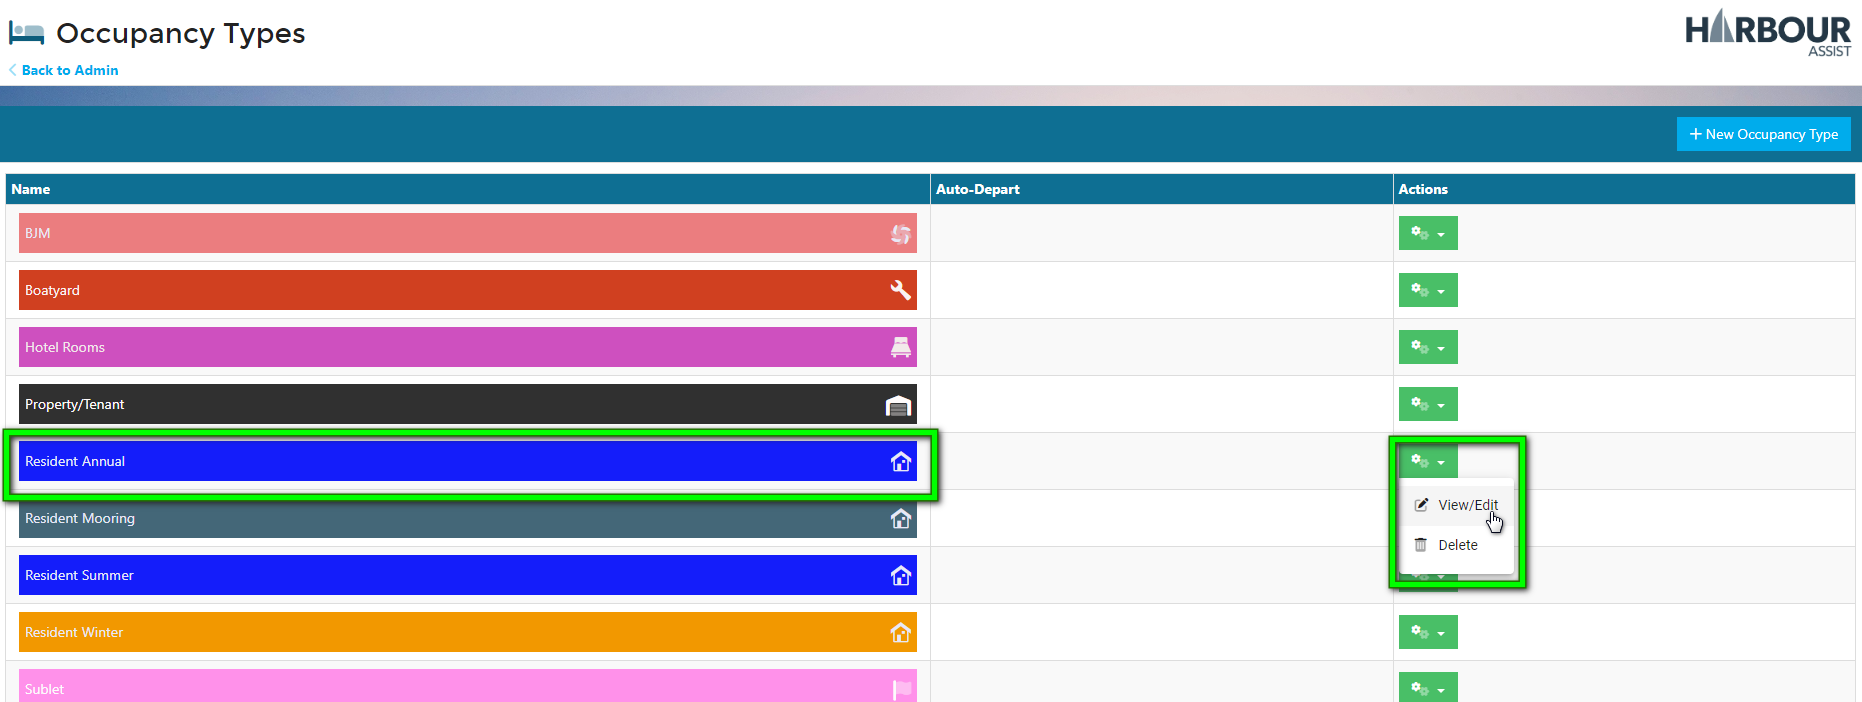 Occupancy Types
HARBOUR
ASSIST
Back to Admin
New Occupancy Type
Name Auto-Depart Actions
BJM
Boatyard
Hotel Rooms
Property/Tenant
Resident Annual
View/Edit
Resident Mooring
Delete
Resident Summer
Resident Winter
Sublet